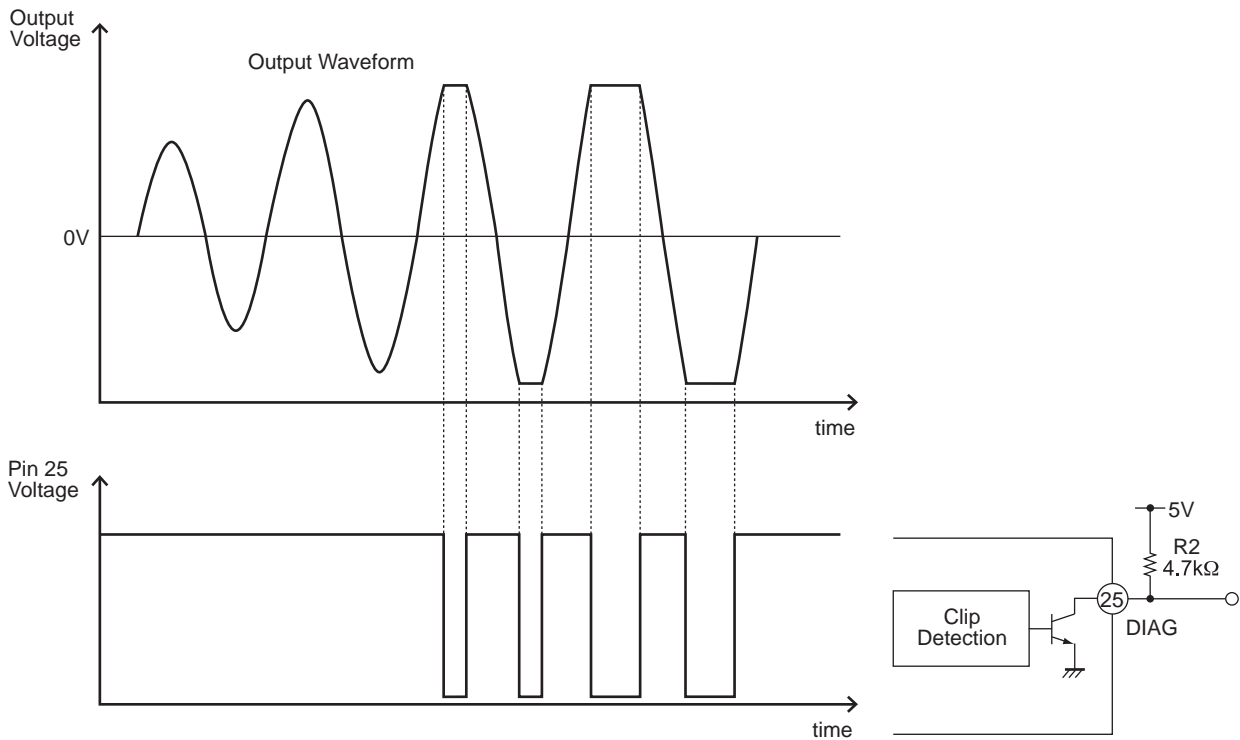 Output
Voltage
Output Waveform
0V
time
Pin 25
Voltage
time
5V
R2
4.7kΩ
25
DIAG
Clip
Detection